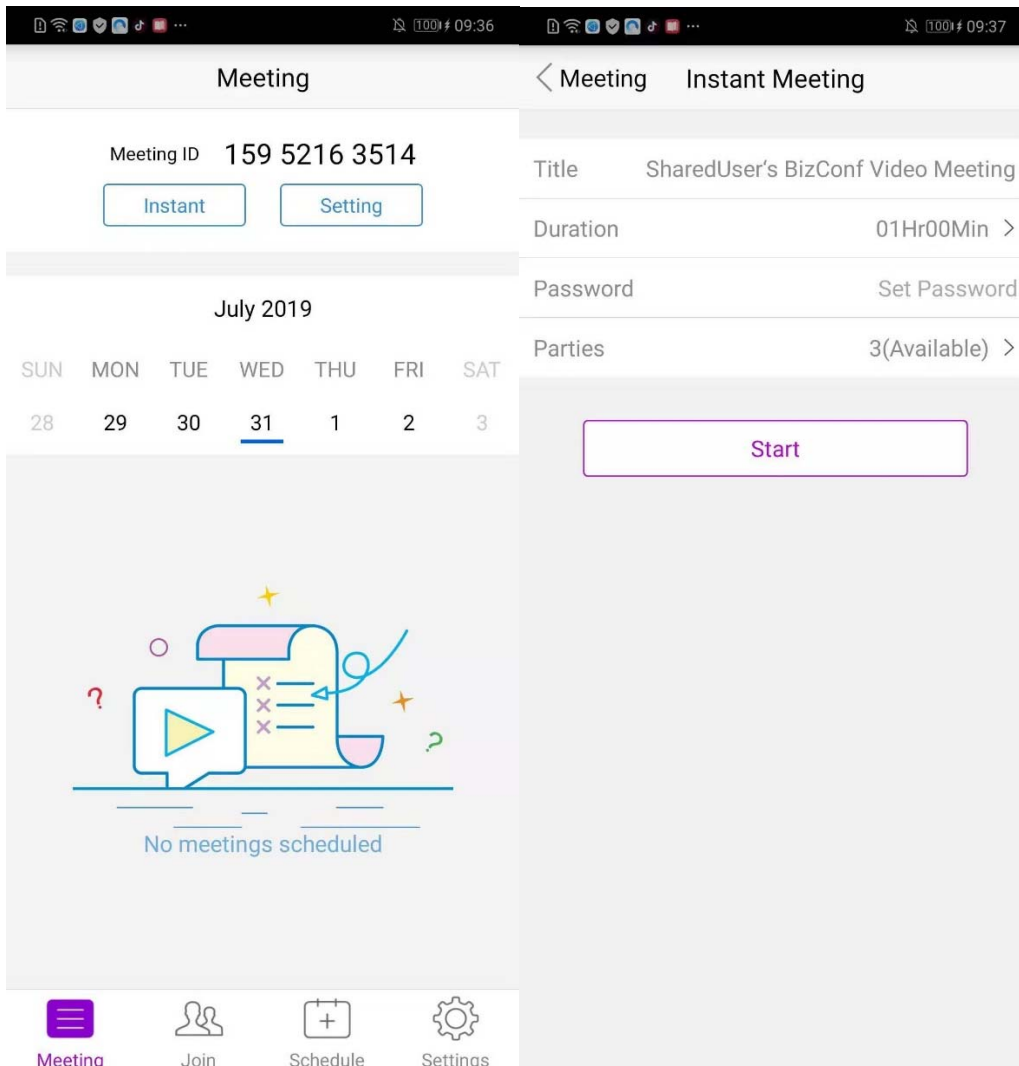 100 09:36
Meeting
Meeting ID 159 5216 3514
Instant Setting
July 2019
SUN MON TUE WED THU FRI SAT
28 29 30 31 1 2 3
No meetings scheduled
Meeting Join Schedule Settings
100 09:37
Meeting Instant Meeting
Title SharedUser‘s BizConf Video Meeting
Duration 01Hr00Min
Password Set Password
Parties 3(Available)
Start